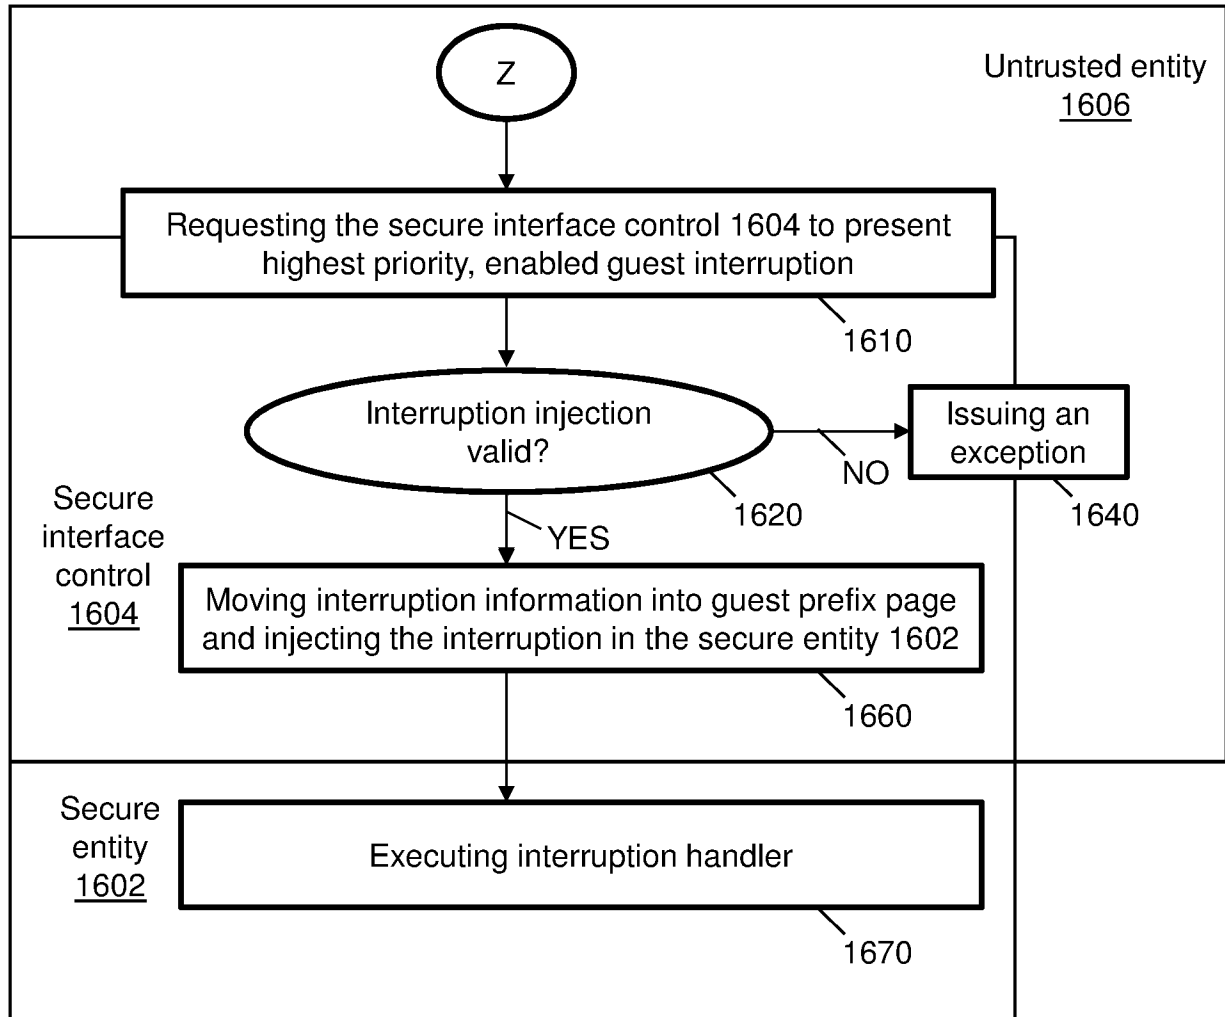 Z
Untrusted entity
1606
Requesting the secure interface control 1604 to present
highest priority, enabled guest interruption
1610
Interruption injection
valid?
NO
Issuing an
exception
1620
1640
YES
Secure
interface
control
1604
Moving interruption information into guest prefix page
and injecting the interruption in the secure entity 1602
1660
Secure
entity
1602
Executing interruption handler
1670